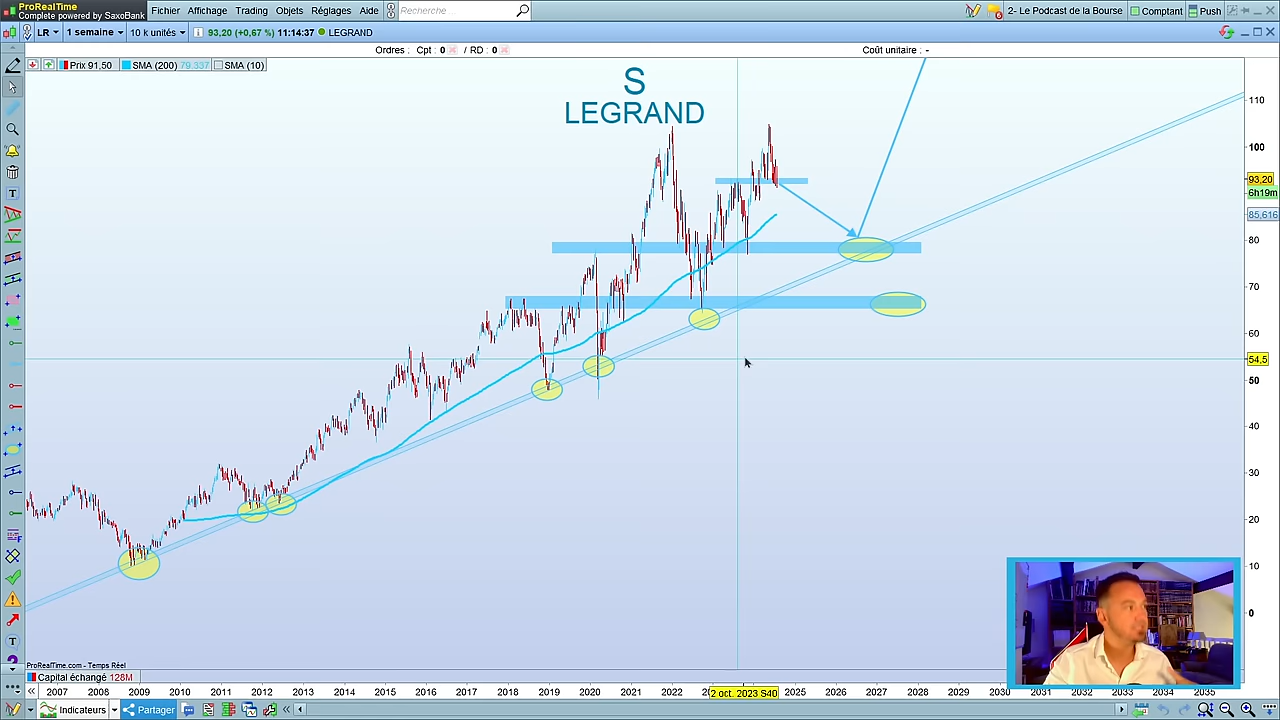 ProRealTime
Complete powered by SaxoBank
Fichier Affichage Trading Objets Réglages Aide
Recherche
2- Le Podcast de la Bourse
Comptant
Push
LR
1 semaine
10 k unités
93,20 (+0,67 %) 11:14:37
LEGRAND
Ordres : Cpt : 0 / RD : 0
Coût unitaire : -
Prix 91,50
SMA (200) 79.337
SMA (10)
S
LEGRAND
110
100
93,20
6h19m
85,616
80
70
60
54,5
50
40
30
20
10
0
ProRealTime.com - Temps Réel
Capital échangé 128M
2007 2008 2009 2010 2011 2012 2013 2014 2015 2016 2017 2018 2019 2020 2021 2022 2 oct. 2023 S40 2025 2026 2027 2028 2029 2030 2031 2032 2033 2034 2035
Indicateurs
Partager